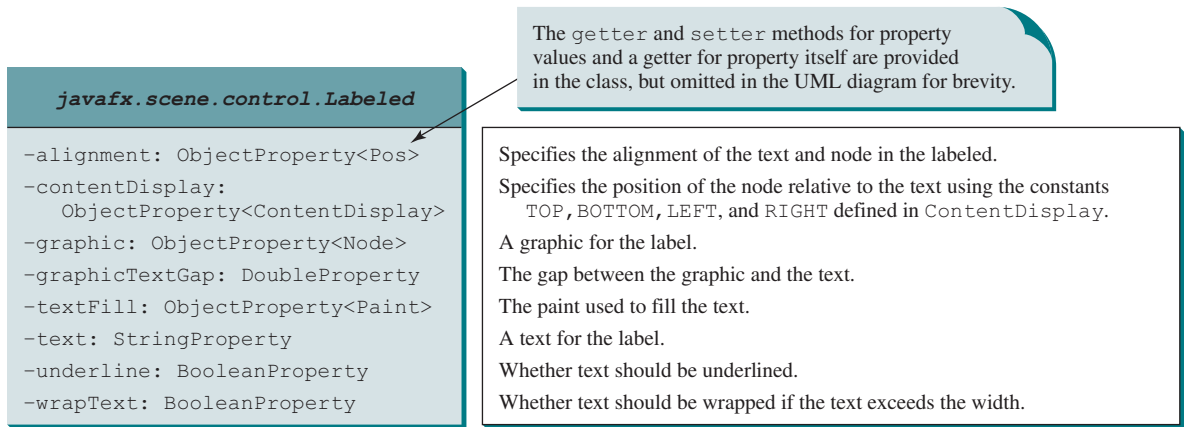 The getter and setter methods for property
values and a getter for property itself are provided
in the class, but omitted in the UML diagram for brevity.
javafx.scene.control.Labeled
-alignment: ObjectProperty<Pos>
Specifies the alignment of the text and node in the labeled.
-contentDisplay:
ObjectProperty<ContentDisplay>
Specifies the position of the node relative to the text using the constants
TOP, BOTTOM, LEFT, and RIGHT defined in ContentDisplay.
-graphic: ObjectProperty<Node>
A graphic for the label.
-graphicTextGap: DoubleProperty
The gap between the graphic and the text.
-textFill: ObjectProperty<Paint>
The paint used to fill the text.
-text: StringProperty
A text for the label.
-underline: BooleanProperty
Whether text should be underlined.
-wrapText: BooleanProperty
Whether text should be wrapped if the text exceeds the width.